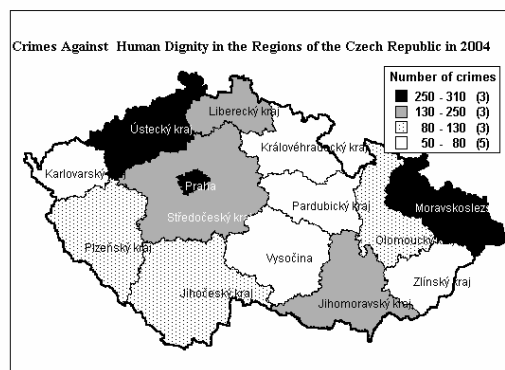 Crimes Against Human Dignity in the Regions of the Czech Republic in 2004
Number of crimes
250 - 310 (3)
130 - 250 (3)
80 - 130 (3)
50 - 80 (5)
Liberecký kraj
Ústecký kraj
Královéhradecký kraj
Karlovarský kraj
Praha
Moravskoslezs
Pardubický kraj
Středočeský kraj
Olomoucký kraj
Plzeňský kraj
Vysočina
Zlínský kraj
Jihočeský kraj
Jihomoravský kraj